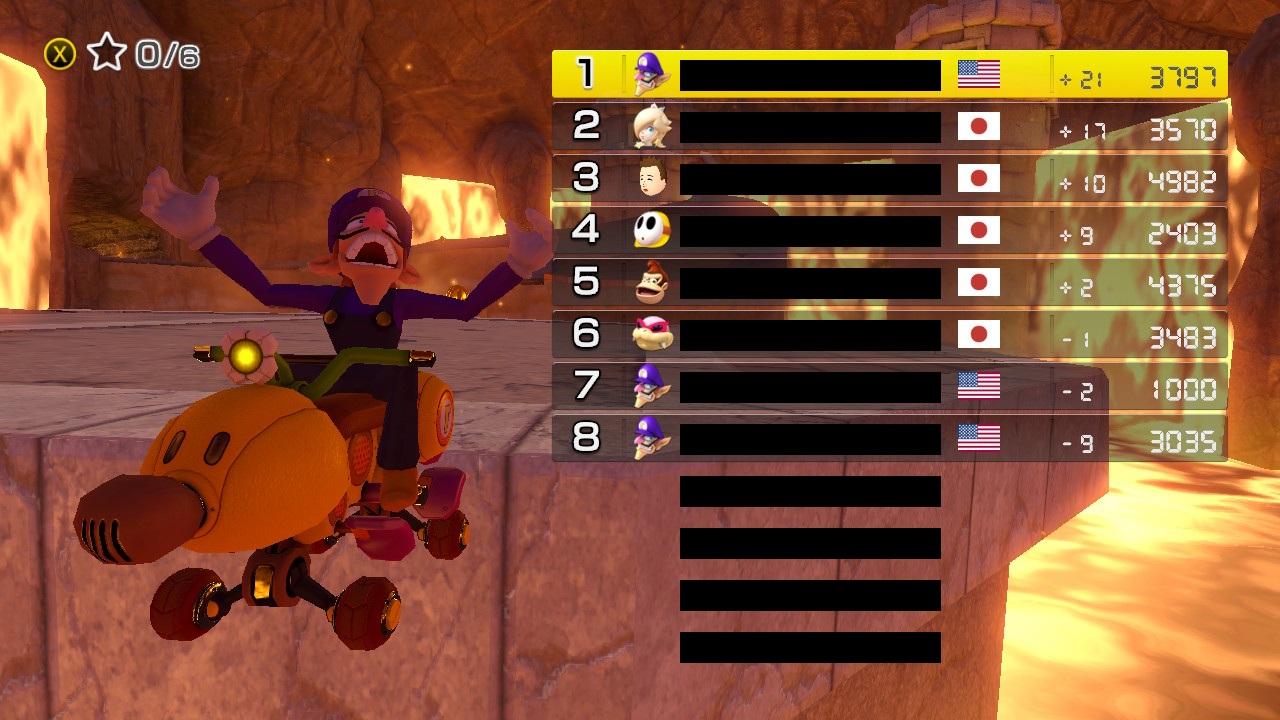 X 0/6
1 + 21 3797
2 + 17 3570
3 + 10 4982
4 + 9 2403
5 + 2 4375
6 - 1 3483
7 - 2 1000
8 - 9 3035